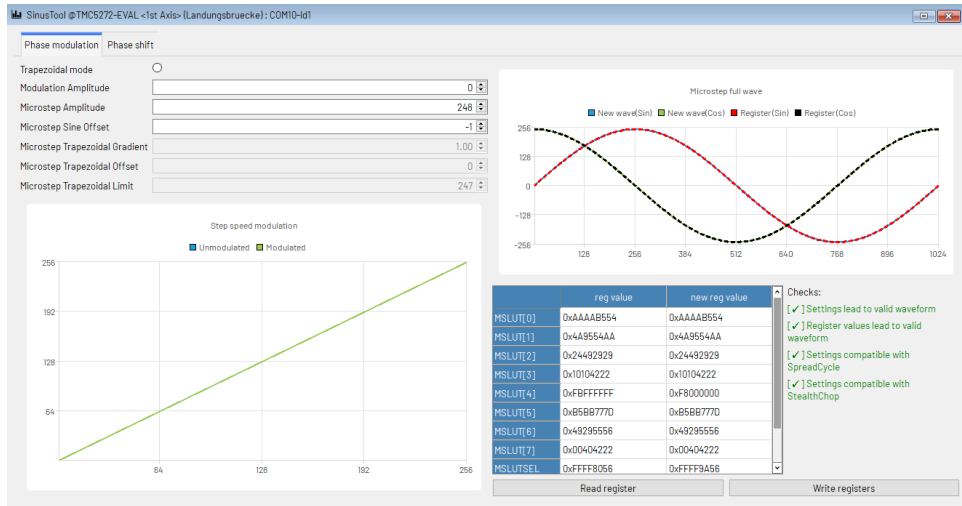 SinusTool @TMC5272-EVAL <1st Axis> (Landungsbruecke) : COM10-Id1
Phase modulation Phase shift
Trapezoidal mode
Modulation Amplitude 0
Microstep Amplitude 248
Microstep Sine Offset -1
Microstep Trapezoidal Gradient 1.00
Microstep Trapezoidal Offset 0
Microstep Trapezoidal Limit 247
Step speed modulation
Unmodulated Modulated
256
192
128
64
64 128 192 256
Microstep full wave
New wave(Sin) New wave(Cos) Register(Sin) Register(Cos)
256
128
0
-128
-256
128 256 384 512 640 768 896 1024
reg value new reg value
MSLUT[0] 0xAAAAB554 0xAAAAB554
MSLUT[1] 0x4A9554AA 0x4A9554AA
MSLUT[2] 0x24492929 0x24492929
MSLUT[3] 0x10104222 0x10104222
MSLUT[4] 0xFBFFFFFF 0xF8000000
MSLUT[5] 0xB5BB777D 0xB5BB777D
MSLUT[6] 0x49295556 0x49295556
MSLUT[7] 0x00404222 0x00404222
MSLUTSEL 0xFFFF8056 0xFFFF9A56
Checks:
[✓] Settings lead to valid waveform
[✓] Register values lead to valid
waveform
[✓] Settings compatible with
SpreadCycle
[✓] Settings compatible with
StealthChop
Read register Write registers